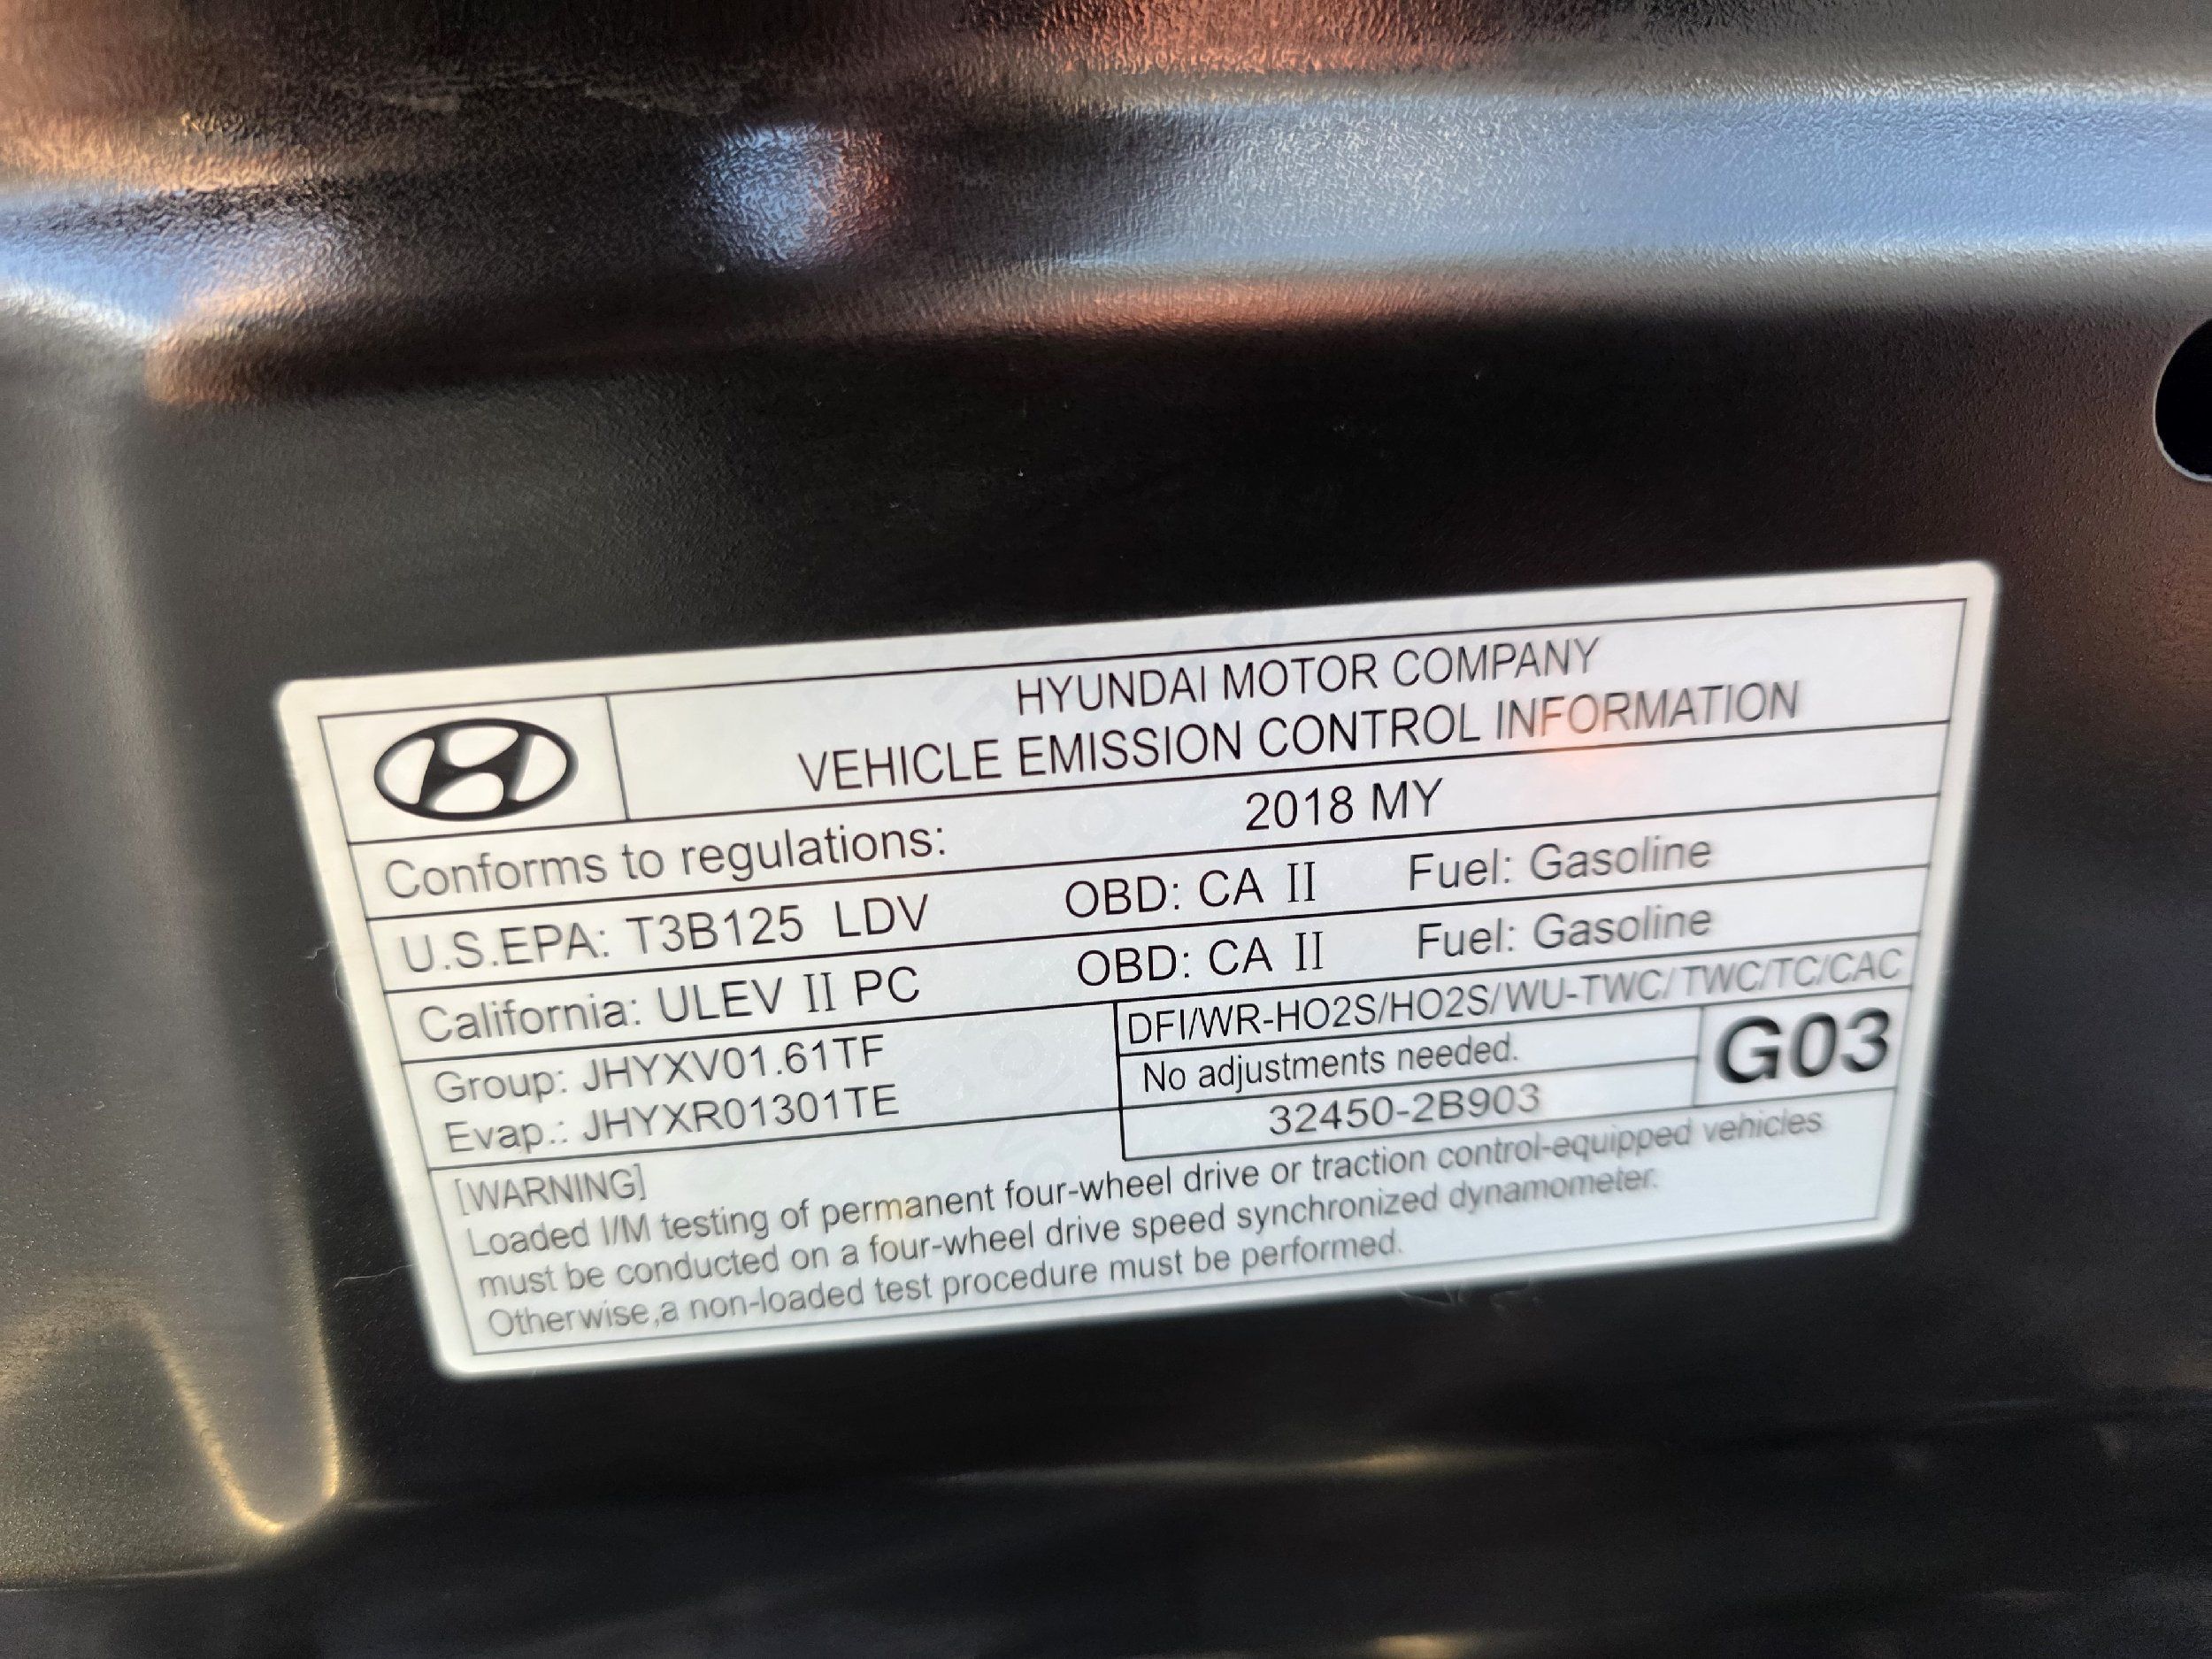 HYUNDAI MOTOR COMPANY
VEHICLE EMISSION CONTROL INFORMATION
Conforms to regulations: 2018 MY
U.S.EPA: T3B125 LDV OBD: CA II Fuel: Gasoline
California: ULEV II PC OBD: CA II Fuel: Gasoline
Group: JHYXV01.61TF
Evap.: JHYXR01301TE
DFI/WR-HO2S/HO2S/WU-TWC/TWC/TC/CAC
No adjustments needed.
32450-2B903
G03
[WARNING]
Loaded I/M testing of permanent four-wheel drive or traction control-equipped vehicles
must be conducted on a four-wheel drive speed synchronized dynamometer.
Otherwise,a non-loaded test procedure must be performed.